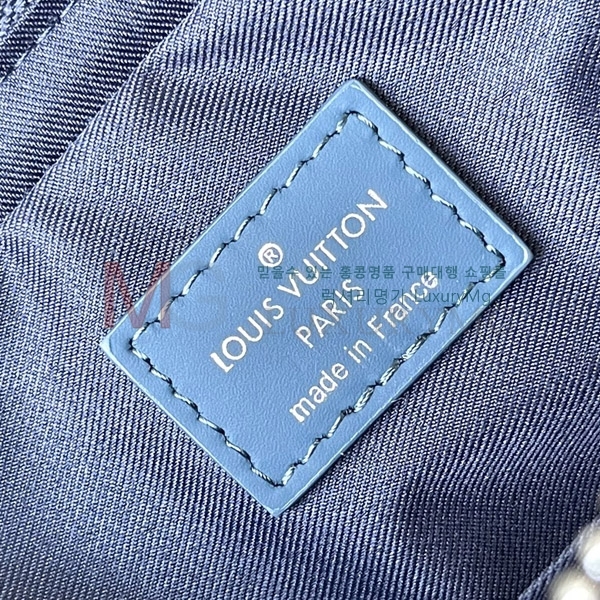 ®
LOUIS VUITTON
PARIS
made in France
믿을수 있는 홍콩명품 구매대행 쇼핑몰
럭셔리명가 LuxuryMg